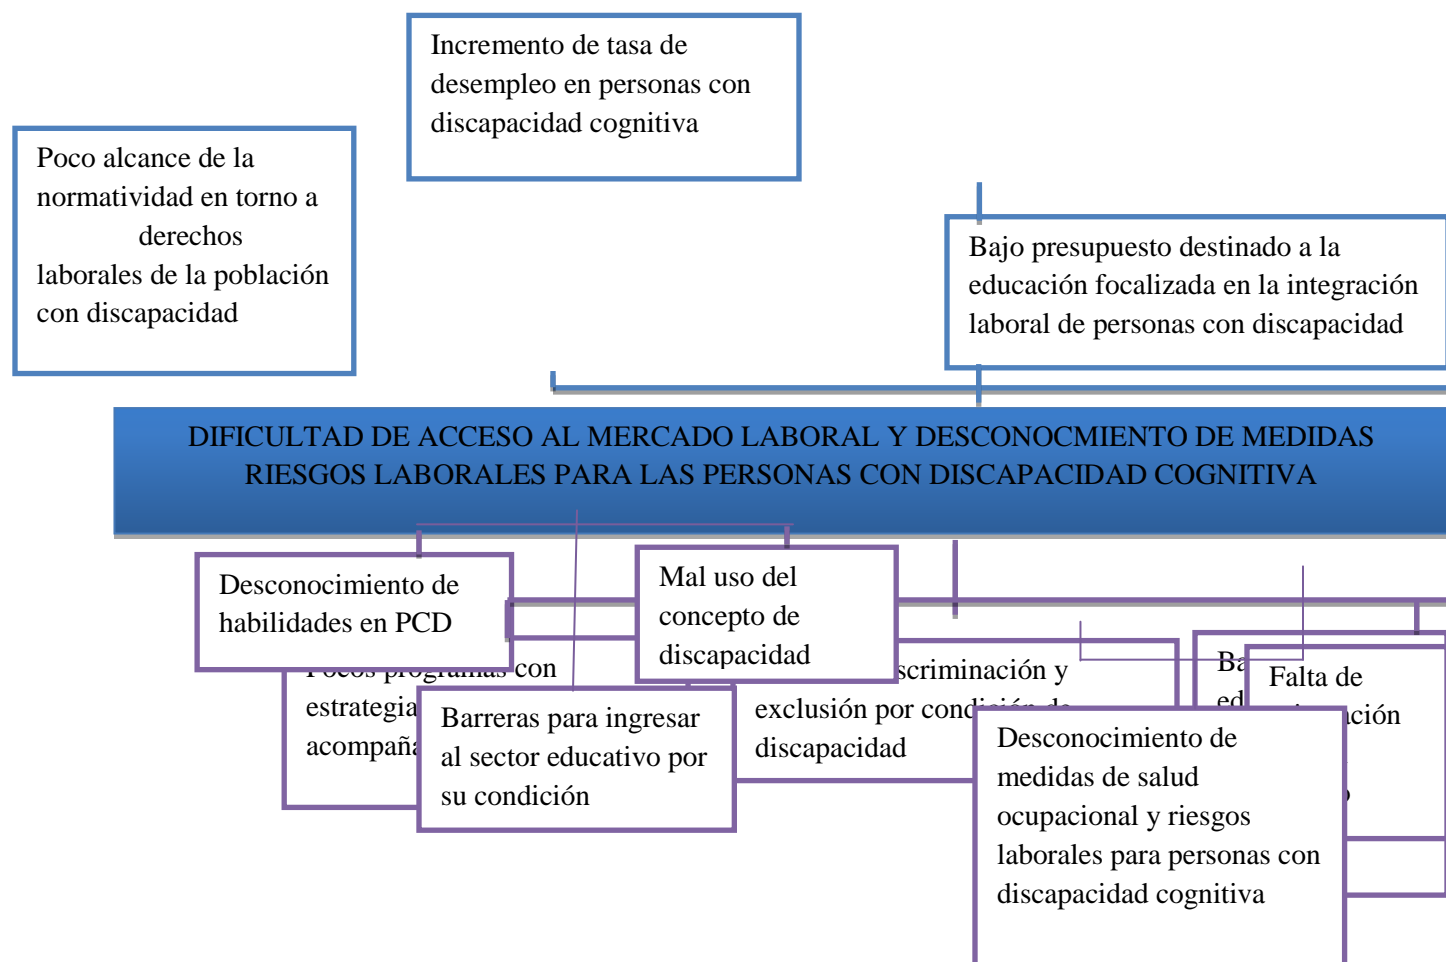 Incremento de tasa de
desempleo en personas con
discapacidad cognitiva
Poco alcance de la
normatividad en torno a
derechos
laborales de la población
con discapacidad
Bajo presupuesto destinado a la
educación focalizada en la integración
laboral de personas con discapacidad
DIFICULTAD DE ACCESO AL MERCADO LABORAL Y DESCONOCMIENTO DE MEDIDAS
RIESGOS LABORALES PARA LAS PERSONAS CON DISCAPACIDAD COGNITIVA
Desconocimiento de
habilidades en PCD
Mal uso del
concepto de
discapacidad
Pocos programas con
Barreras para ingresar
al sector educativo por
su condición
exclusión por condición de
discapacidad
Falta de
Desconocimiento de
medidas de salud
ocupacional y riesgos
laborales para personas con
discapacidad cognitiva